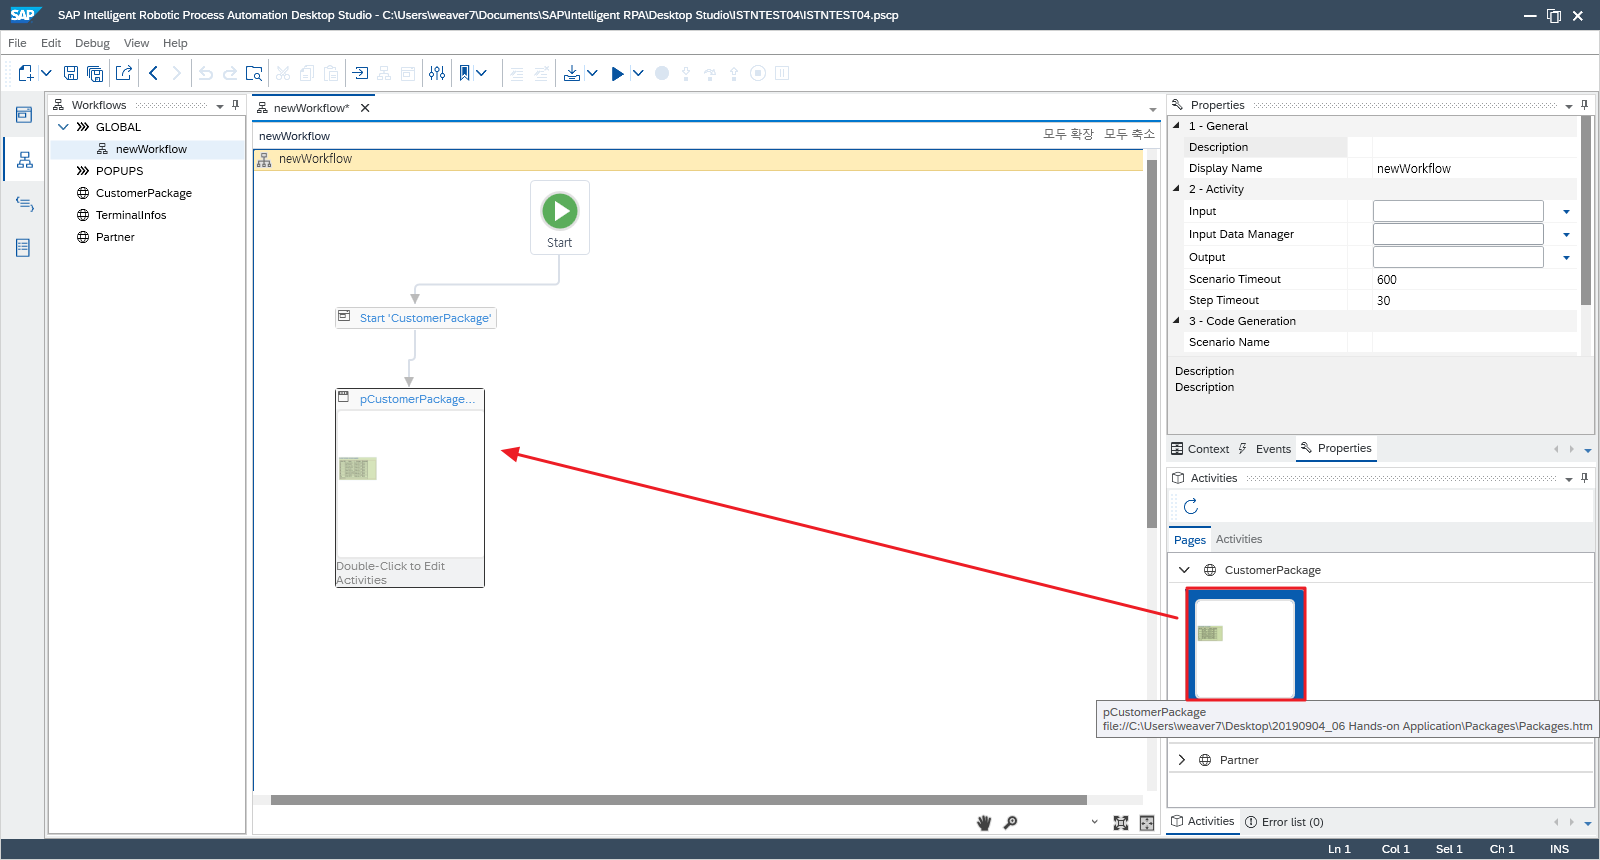 SAP SAP Intelligent Robotic Process Automation Desktop Studio - C:\Users\weaver7\Documents\SAP\Intelligent RPA\Desktop Studio\ISTNTEST04\ISTNTEST04.pscp
File Edit Debug View Help
Workflows
GLOBAL
newWorkflow
POPUPS
CustomerPackage
TerminalInfos
Partner
newWorkflow*
newWorkflow 모두 확장 모두 축소
newWorkflow
Start
Start 'CustomerPackage'
pCustomerPackage...
Double-Click to Edit
Activities
Properties
1 - General
Description
Display Name newWorkflow
2 - Activity
Input
Input Data Manager
Output
Scenario Timeout 600
Step Timeout 30
3 - Code Generation
Scenario Name
Description
Description
Context Events Properties
Activities
Pages Activities
CustomerPackage
pCustomerPackage
file://C:\Users\weaver7\Desktop\20190904_06 Hands-on Application\Packages\Packages.htm
Partner
Activities Error list (0)
Ln 1 Col 1 Sel 1 Ch 1 INS